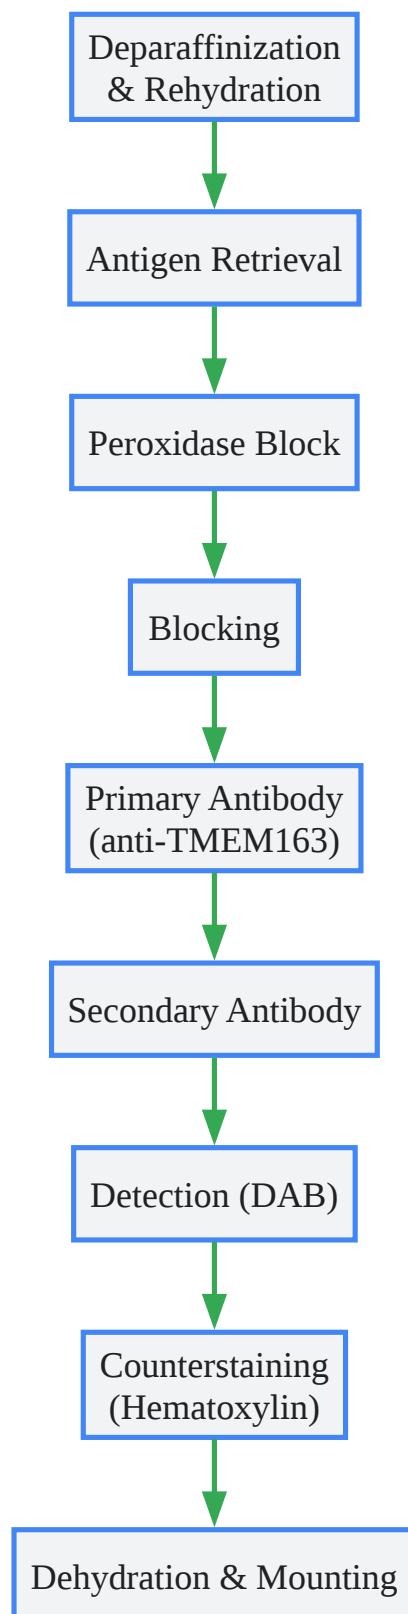 Deparaffinization
& Rehydration
Antigen Retrieval
Peroxidase Block
Blocking
Primary Antibody
(anti-TMEM163)
Secondary Antibody
Detection (DAB)
Counterstaining
(Hematoxylin)
Dehydration & Mounting